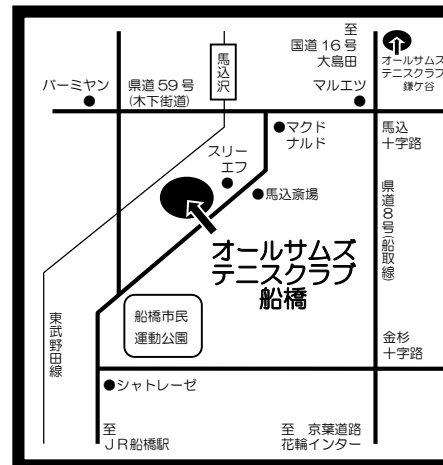 至
国道16号
大島田
オールサムズ
テニスクラブ
鎌ケ谷
馬込沢
バーミヤン
県道59号
(木下街道)
マルエツ
●マクド
ナルド
馬込
十字路
スリー
エフ
●馬込斎場
県道8号(船取線)
オールサムズ
テニスクラブ
船橋
東武野田線
船橋市民
運動公園
金杉
十字路
●シャトレーゼ
至
JR船橋駅
至 京葉道路
花輪インター